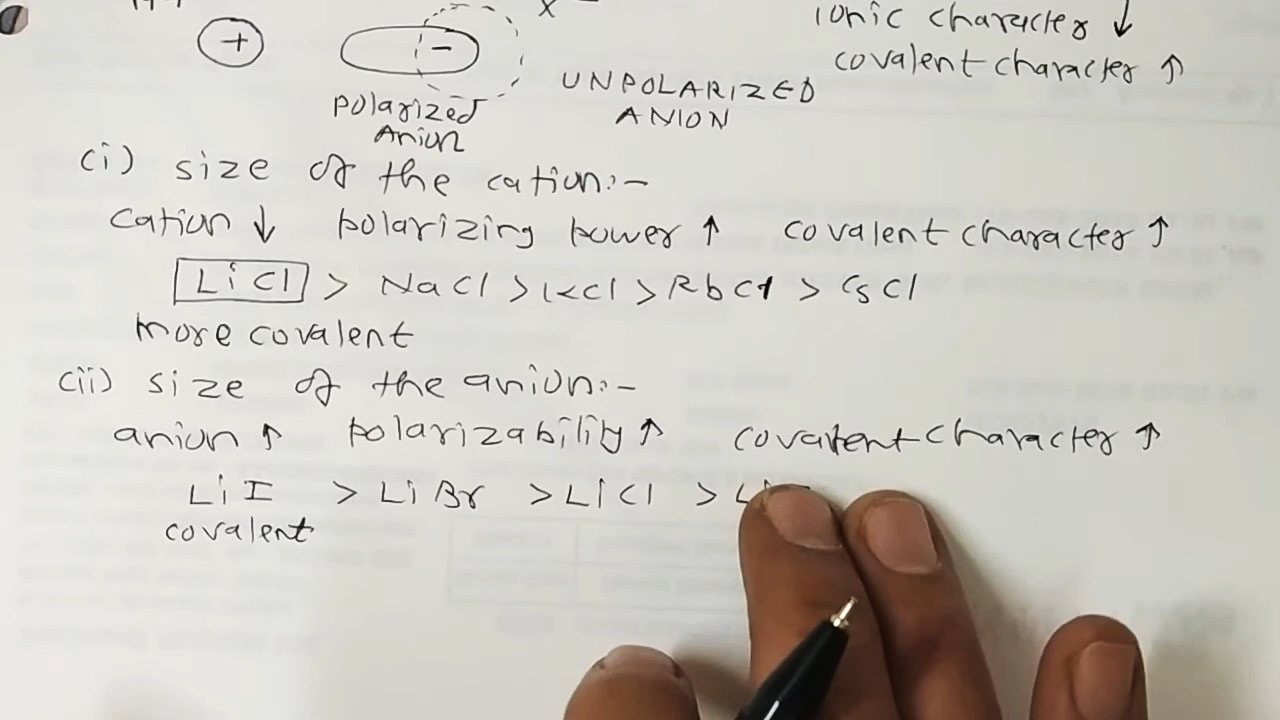 ionic character ↓
covalent character ↑
+
-
X
Polarized
Anion
UNPOLARIZED
ANION
(i) size of the cation:-
Cation ↓ polarizing power ↑ covalent character ↑
LiCl > NaCl > KCl > RbCl > CsCl
more covalent
(ii) size of the anion:-
anion ↑ polarizability ↑ covalent character ↑
LiI > LiBr > LiCl >
covalent